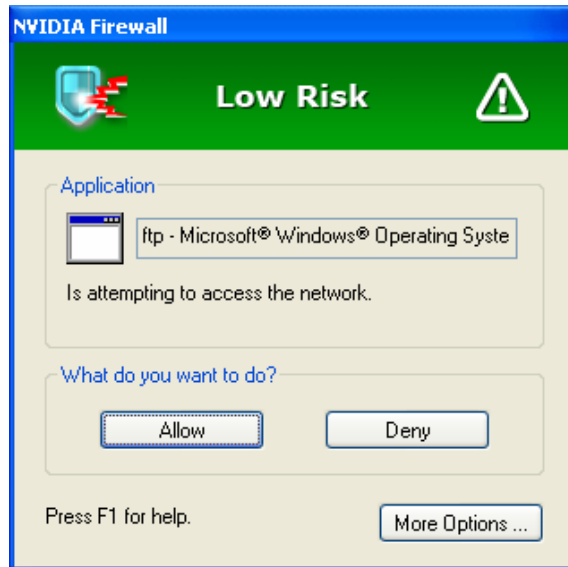 NVIDIA Firewall
Low Risk
Application
ftp - Microsoft® Windows® Operating Syste
Is attempting to access the network.
What do you want to do?
Allow
Deny
Press F1 for help.
More Options ...